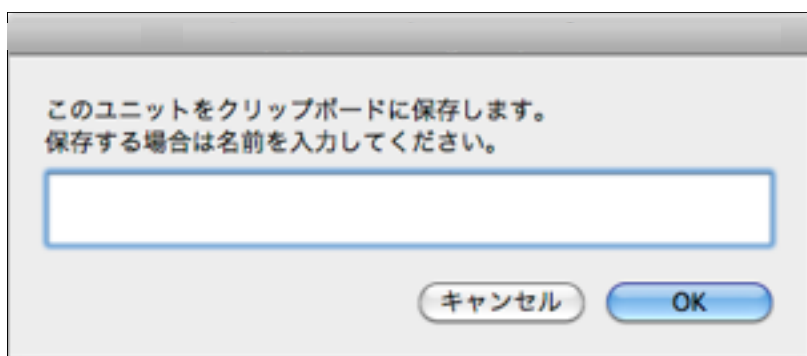 このユニットをクリップボードに保存します。
保存する場合は名前を入力してください。
キャンセル OK